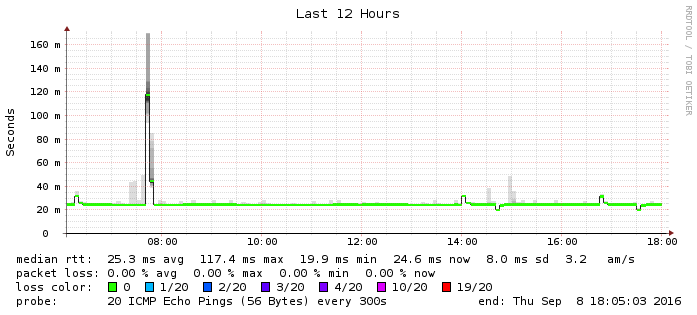 Last 12 Hours
RRDTOOL / TOBI OETIKER
Seconds
160 m
140 m
120 m
100 m
80 m
60 m
40 m
20 m
0
08:00 10:00 12:00 14:00 16:00 18:00
median rtt: 25.3 ms avg 117.4 ms max 19.9 ms min 24.6 ms now 8.0 ms sd 3.2 am/s
packet loss: 0.00 % avg 0.00 % max 0.00 % min 0.00 % now
loss color: 0 1/20 2/20 3/20 4/20 10/20 19/20
probe: 20 ICMP Echo Pings (56 Bytes) every 300s end: Thu Sep 8 18:05:03 2016